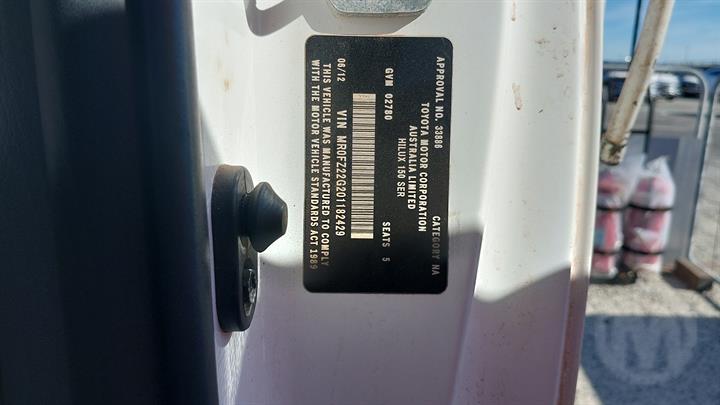 APPROVAL NO. 33886 CATEGORY NA
TOYOTA MOTOR CORPORATION
AUSTRALIA LIMITED
HILUX 150 SER
GVM 02780 SEATS 5
06/12 VIN MR0FZ22G201182429
THIS VEHICLE WAS MANUFACTURED TO COMPLY
WITH THE MOTOR VEHICLE STANDARDS ACT 1989